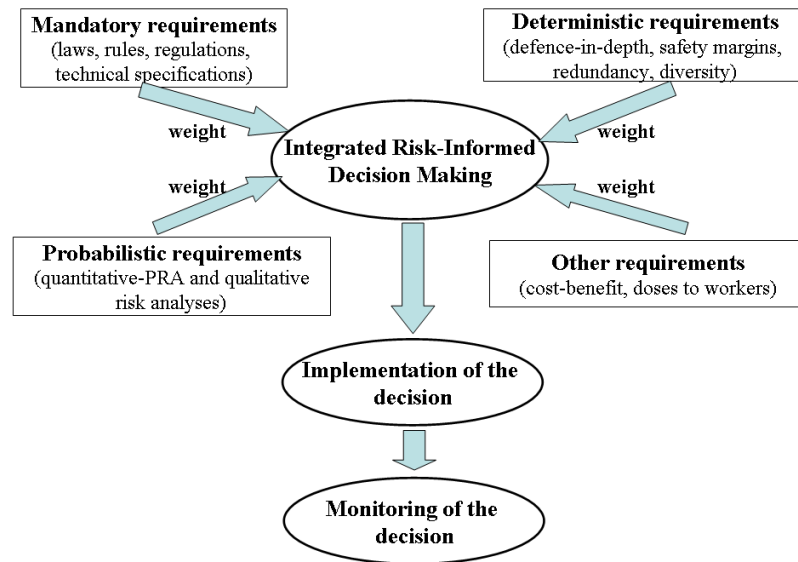 Mandatory requirements
(laws, rules, regulations,
technical specifications)
Deterministic requirements
(defence-in-depth, safety margins,
redundancy, diversity)
weight
weight
Integrated Risk-Informed
Decision Making
weight
weight
Probabilistic requirements
(quantitative-PRA and qualitative
risk analyses)
Other requirements
(cost-benefit, doses to workers)
Implementation of the
decision
Monitoring of the
decision